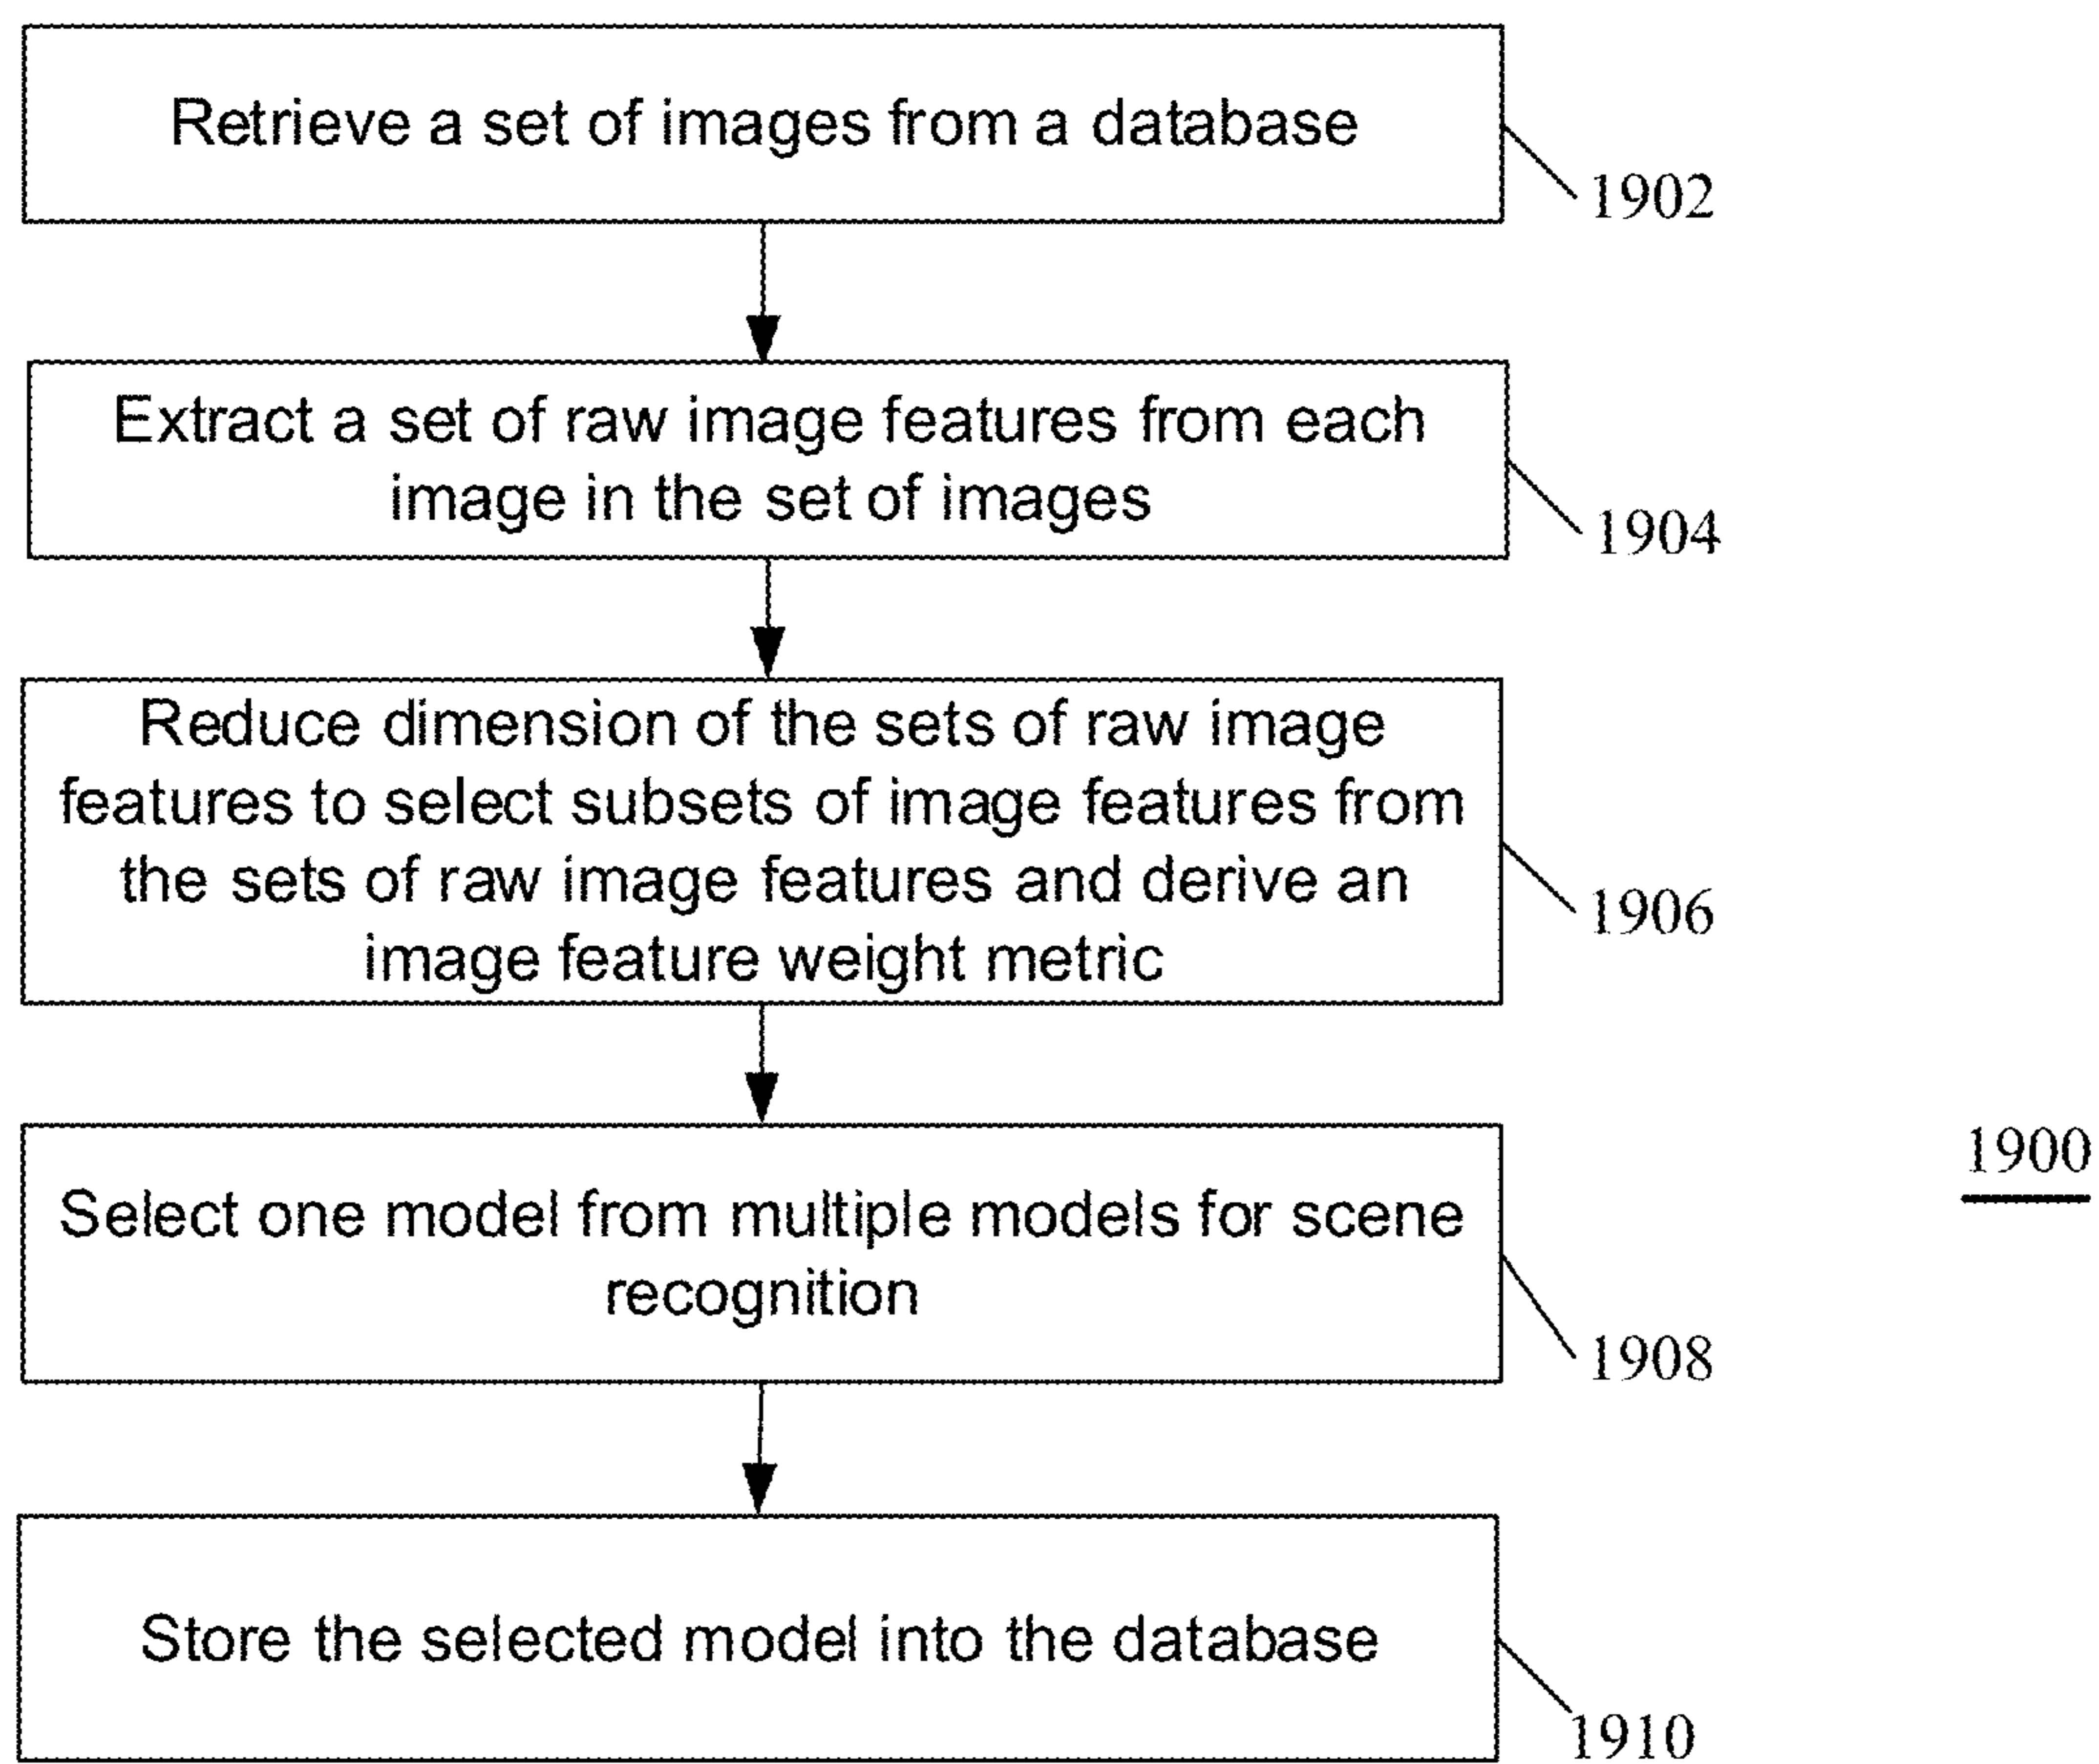 Retrieve a set of images from a database
1902
Extract a set of raw image features from each
image in the set of images
1904
Reduce dimension of the sets of raw image
features to select subsets of image features from
the sets of raw image features and derive an
image feature weight metric
1906
Select one model from multiple models for scene
recognition
1908
1900
Store the selected model into the database
1910